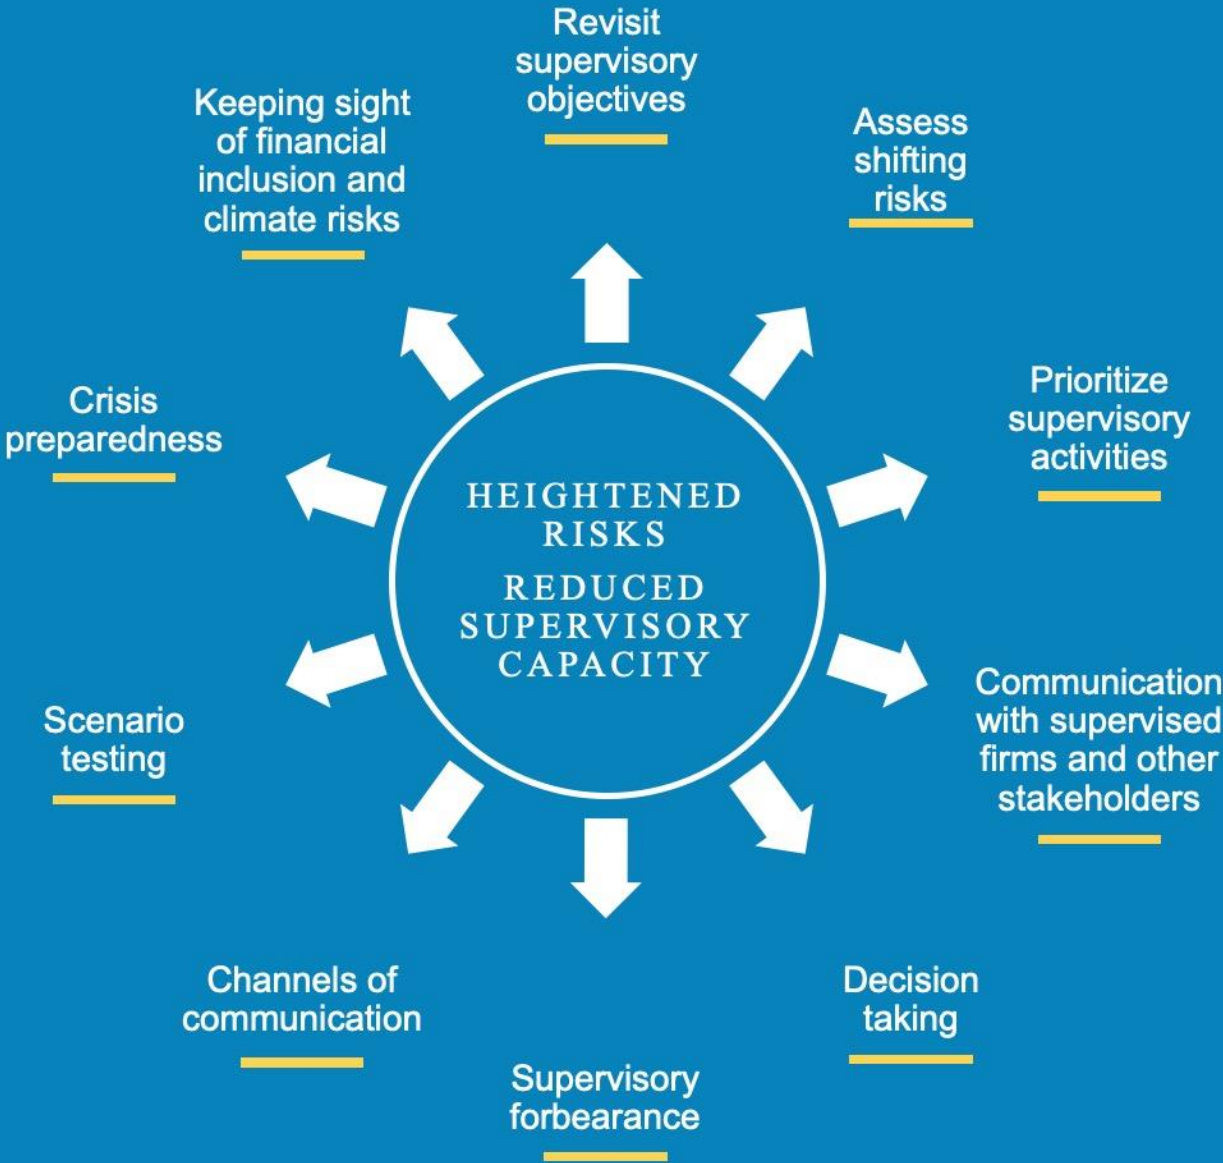 Revisit
supervisory
objectives
Assess
shifting
risks
Prioritize
supervisory
activities
Communication
with supervised
firms and other
stakeholders
Decision
taking
Supervisory
forbearance
Channels of
communication
Scenario
testing
Crisis
preparedness
Keeping sight
of financial
inclusion and
climate risks
HEIGHTENED
RISKS
REDUCED
SUPERVISORY
CAPACITY